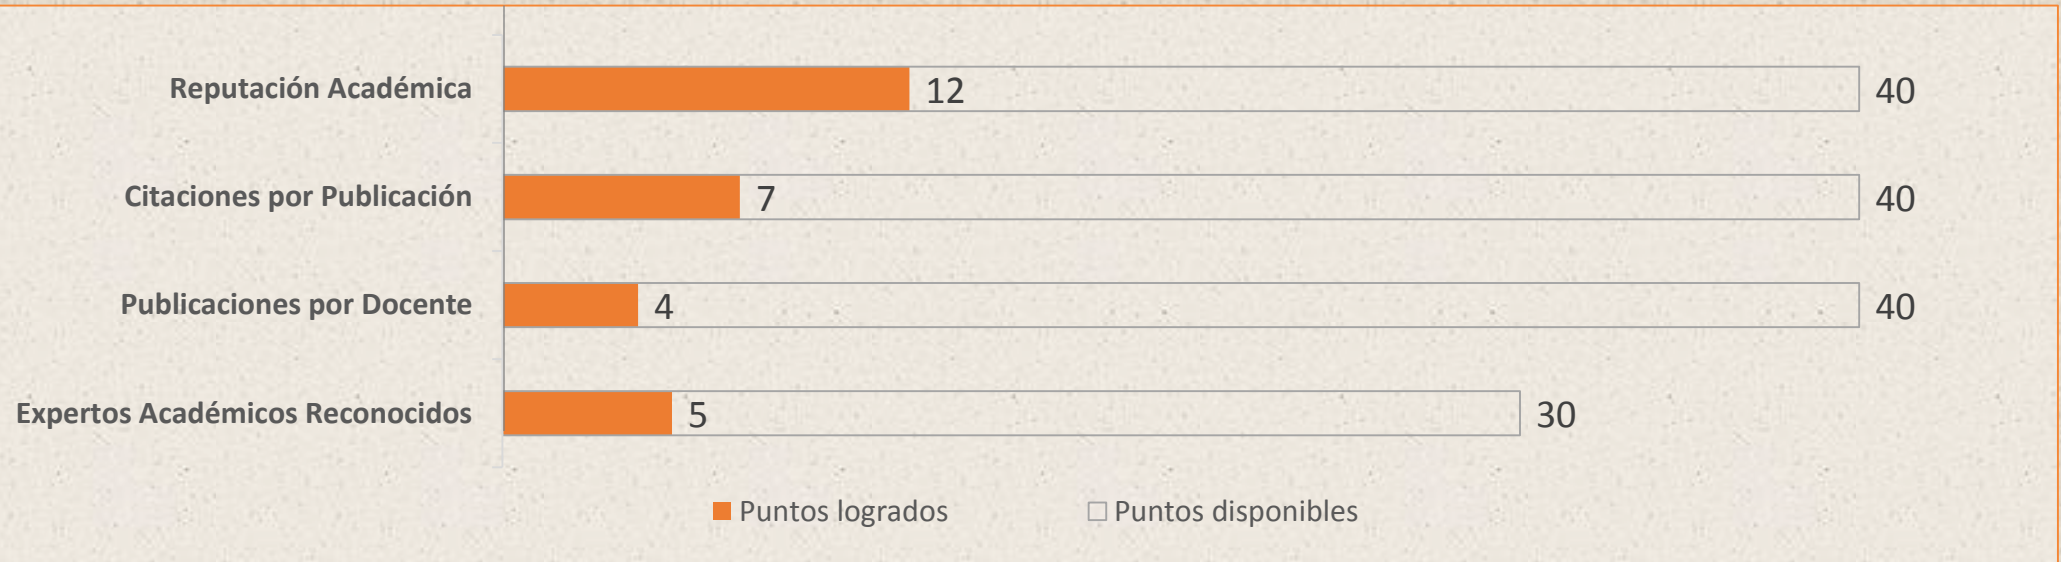 Reputación Académica 12 40
Citaciones por Publicación 7 40
Publicaciones por Docente 4 40
Expertos Académicos Reconocidos 5 30
Puntos logrados Puntos disponibles